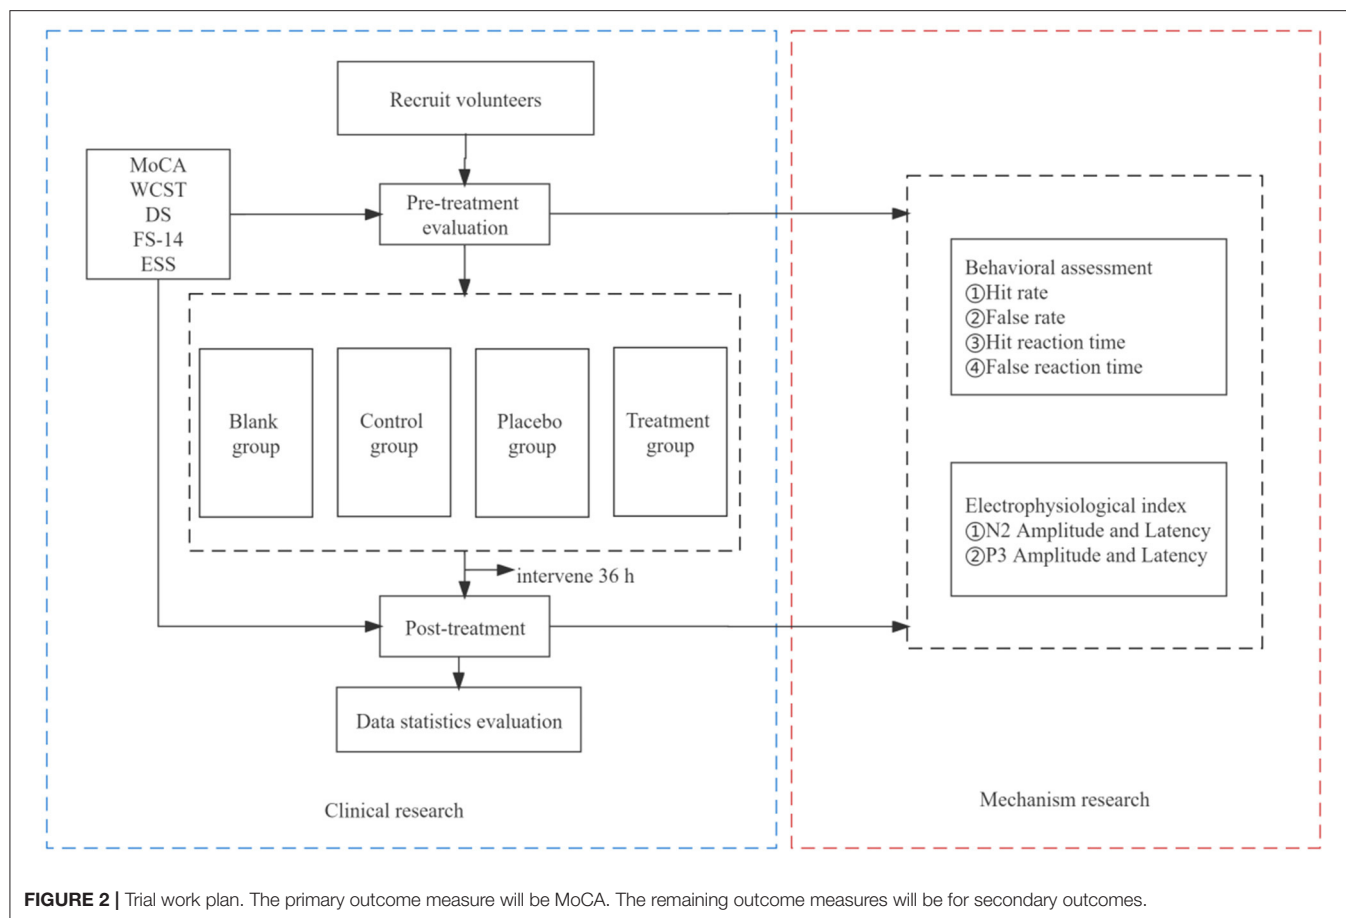 Recruit volunteers
MoCA
WCST
DS
FS-14
ESS
Pre-treatment
evaluation
Blank
group
Control
group
Placebo
group
Treatment
group
intervene 36 h
Post-treatment
Data statistics evaluation
Clinical research
Behavioral assessment
①Hit rate
②False rate
③Hit reaction time
④False reaction time
Electrophysiological index
①N2 Amplitude and Latency
②P3 Amplitude and Latency
Mechanism research
FIGURE 2 | Trial work plan. The primary outcome measure will be MoCA. The remaining outcome measures will be for secondary outcomes.